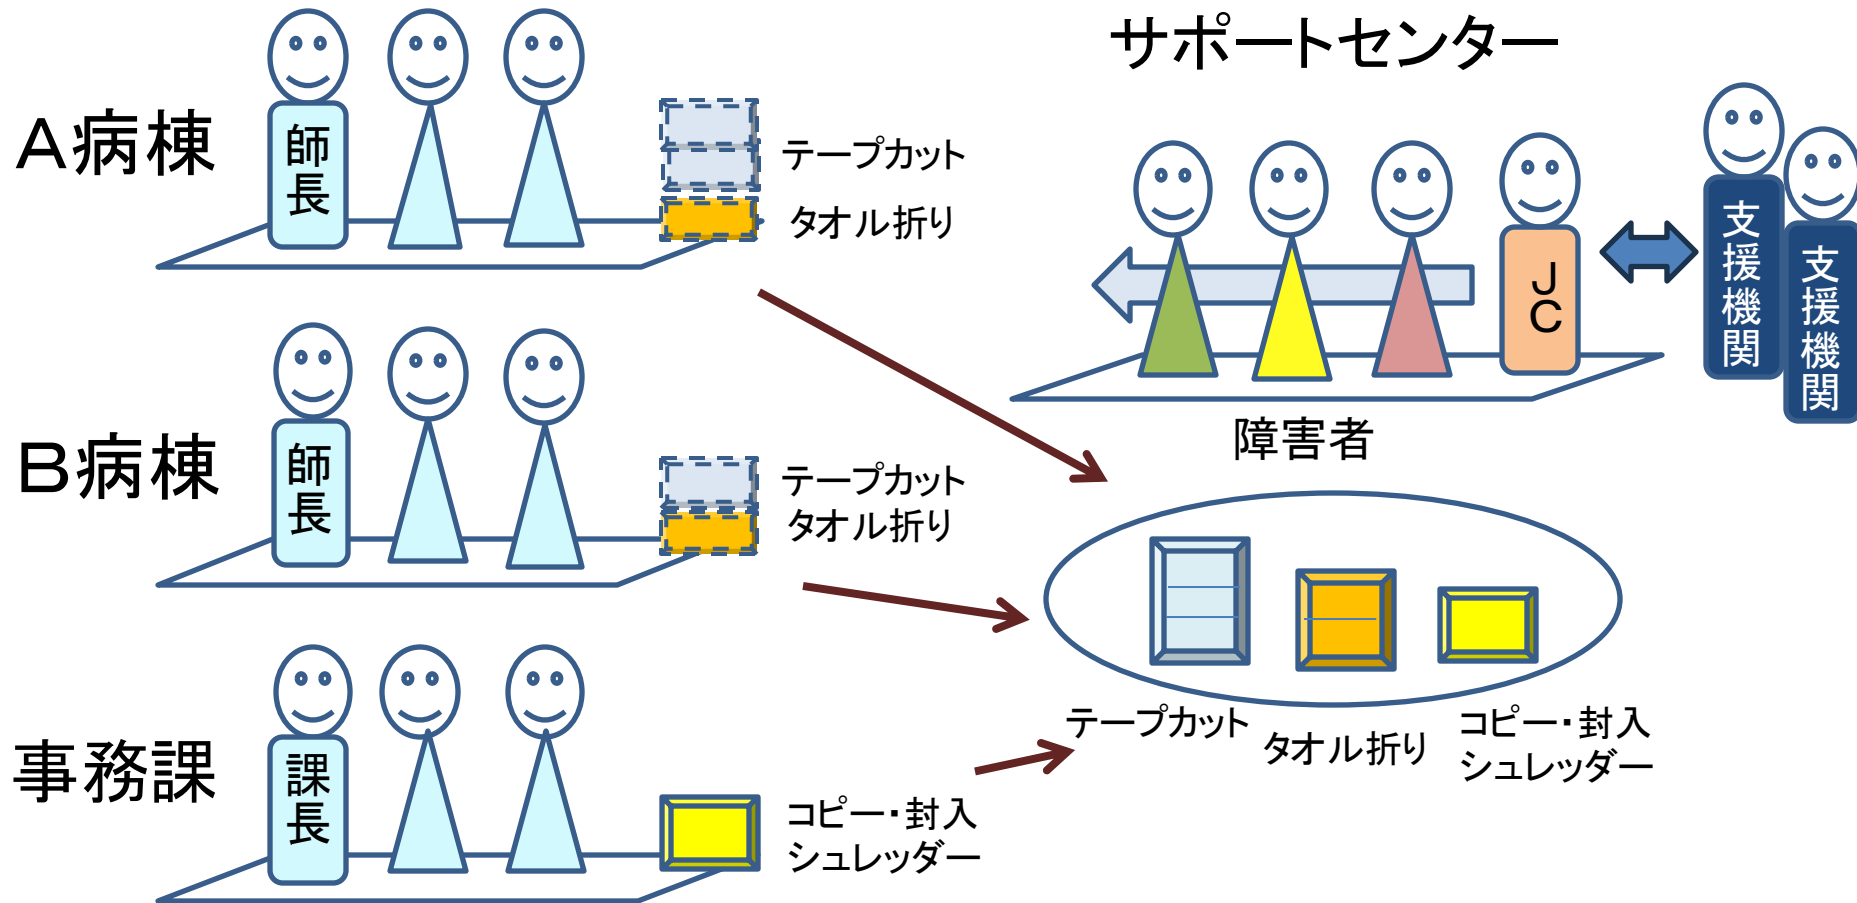 サポートセンター
A病棟
師長
テープカット
タオル折り
JC
支援機関
支援機関
障害者
B病棟
師長
テープカット
タオル折り
事務課
課長
コピー・封入
シュレッダー
テープカット
タオル折り
コピー・封入
シュレッダー